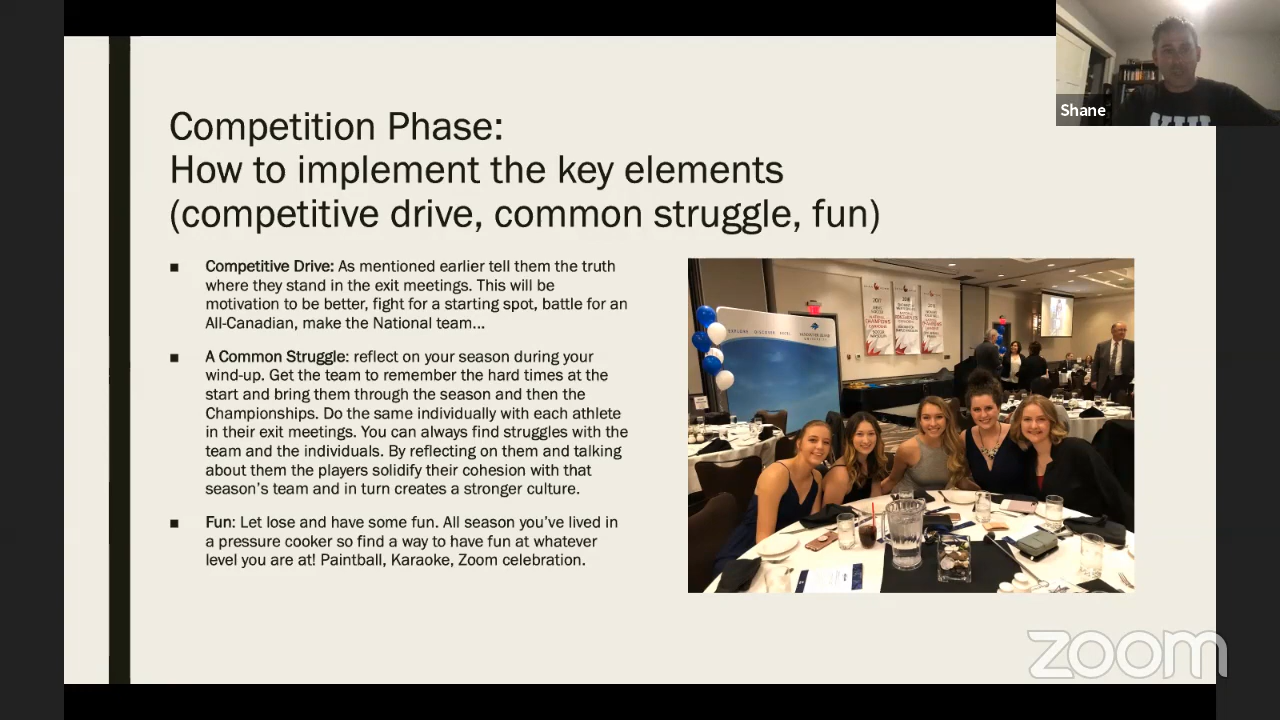 Shane
Competition Phase:
How to implement the key elements
(competitive drive, common struggle, fun)
■ Competitive Drive: As mentioned earlier tell them the truth
where they stand in the exit meetings. This will be
motivation to be better, fight for a starting spot, battle for an
All-Canadian, make the National team...
■ A Common Struggle: reflect on your season during your
wind-up. Get the team to remember the hard times at the
start and bring them through the season and then the
Championships. Do the same individually with each athlete
in their exit meetings. You can always find struggles with the
team and the individuals. By reflecting on them and talking
about them the players solidify their cohesion with that
season's team and in turn creates a stronger culture.
■ Fun: Let lose and have some fun. All season you've lived in
a pressure cooker so find a way to have fun at whatever
level you are at! Paintball, Karaoke, Zoom celebration.
zoom